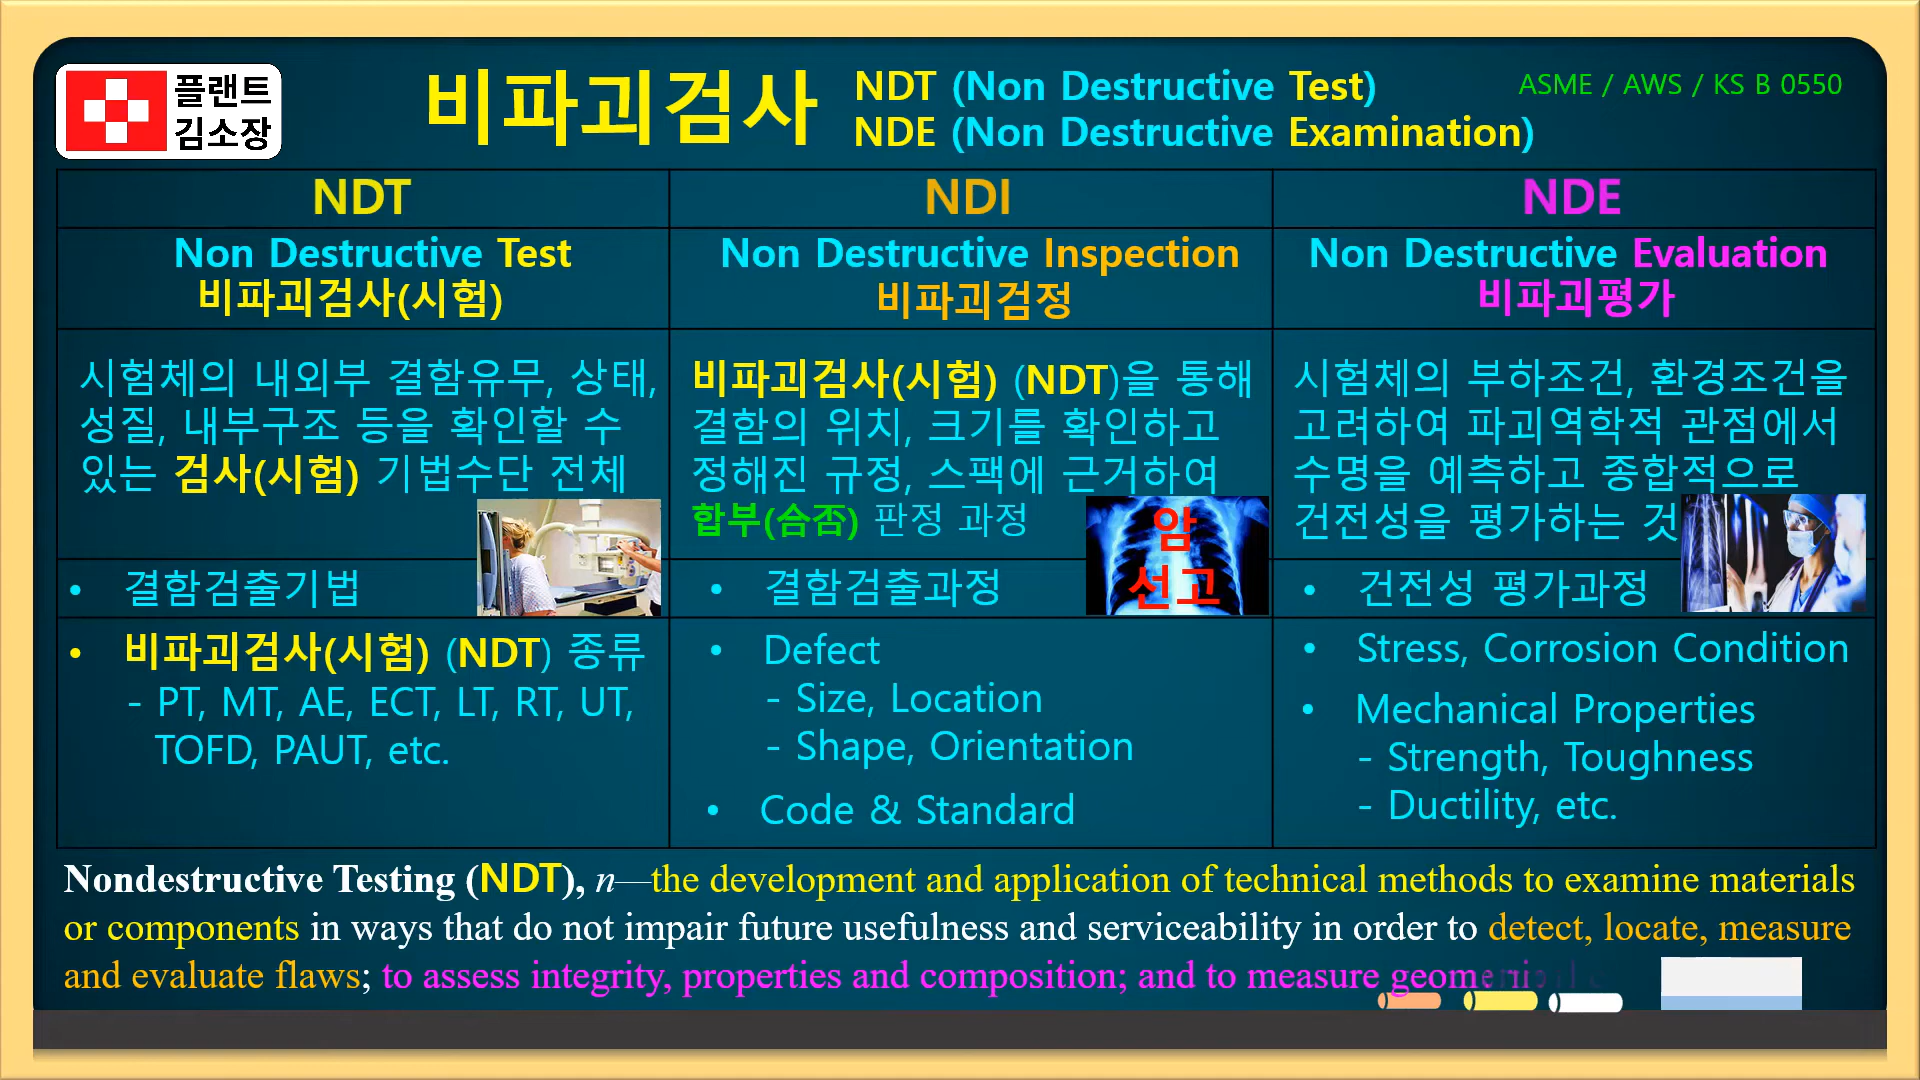 플랜트
김소장
비파괴검사
NDT (Non Destructive Test)
NDE (Non Destructive Examination)
ASME / AWS / KS B 0550
NDT
NDI
NDE
Non Destructive Test
비파괴검사(시험)
Non Destructive Inspection
비파괴검정
Non Destructive Evaluation
비파괴평가
시험체의 내외부 결함유무, 상태,
성질, 내부구조 등을 확인할 수
있는 검사(시험) 기법수단 전체
비파괴검사(시험) (NDT)을 통해
결함의 위치, 크기를 확인하고
정해진 규정, 스팩에 근거하여
합부(合否) 판정 과정
암
선고
시험체의 부하조건, 환경조건을
고려하여 파괴역학적 관점에서
수명을 예측하고 종합적으로
건전성을 평가하는 것
• 결함검출기법
• 결함검출과정
• 건전성 평가과정
• 비파괴검사(시험) (NDT) 종류
- PT, MT, AE, ECT, LT, RT, UT,
TOFD, PAUT, etc.
• Defect
- Size, Location
- Shape, Orientation
• Code & Standard
• Stress, Corrosion Condition
• Mechanical Properties
- Strength, Toughness
- Ductility, etc.
Nondestructive Testing (NDT), n—the development and application of technical methods to examine materials
or components in ways that do not impair future usefulness and serviceability in order to detect, locate, measure
and evaluate flaws; to assess integrity, properties and composition; and to measure